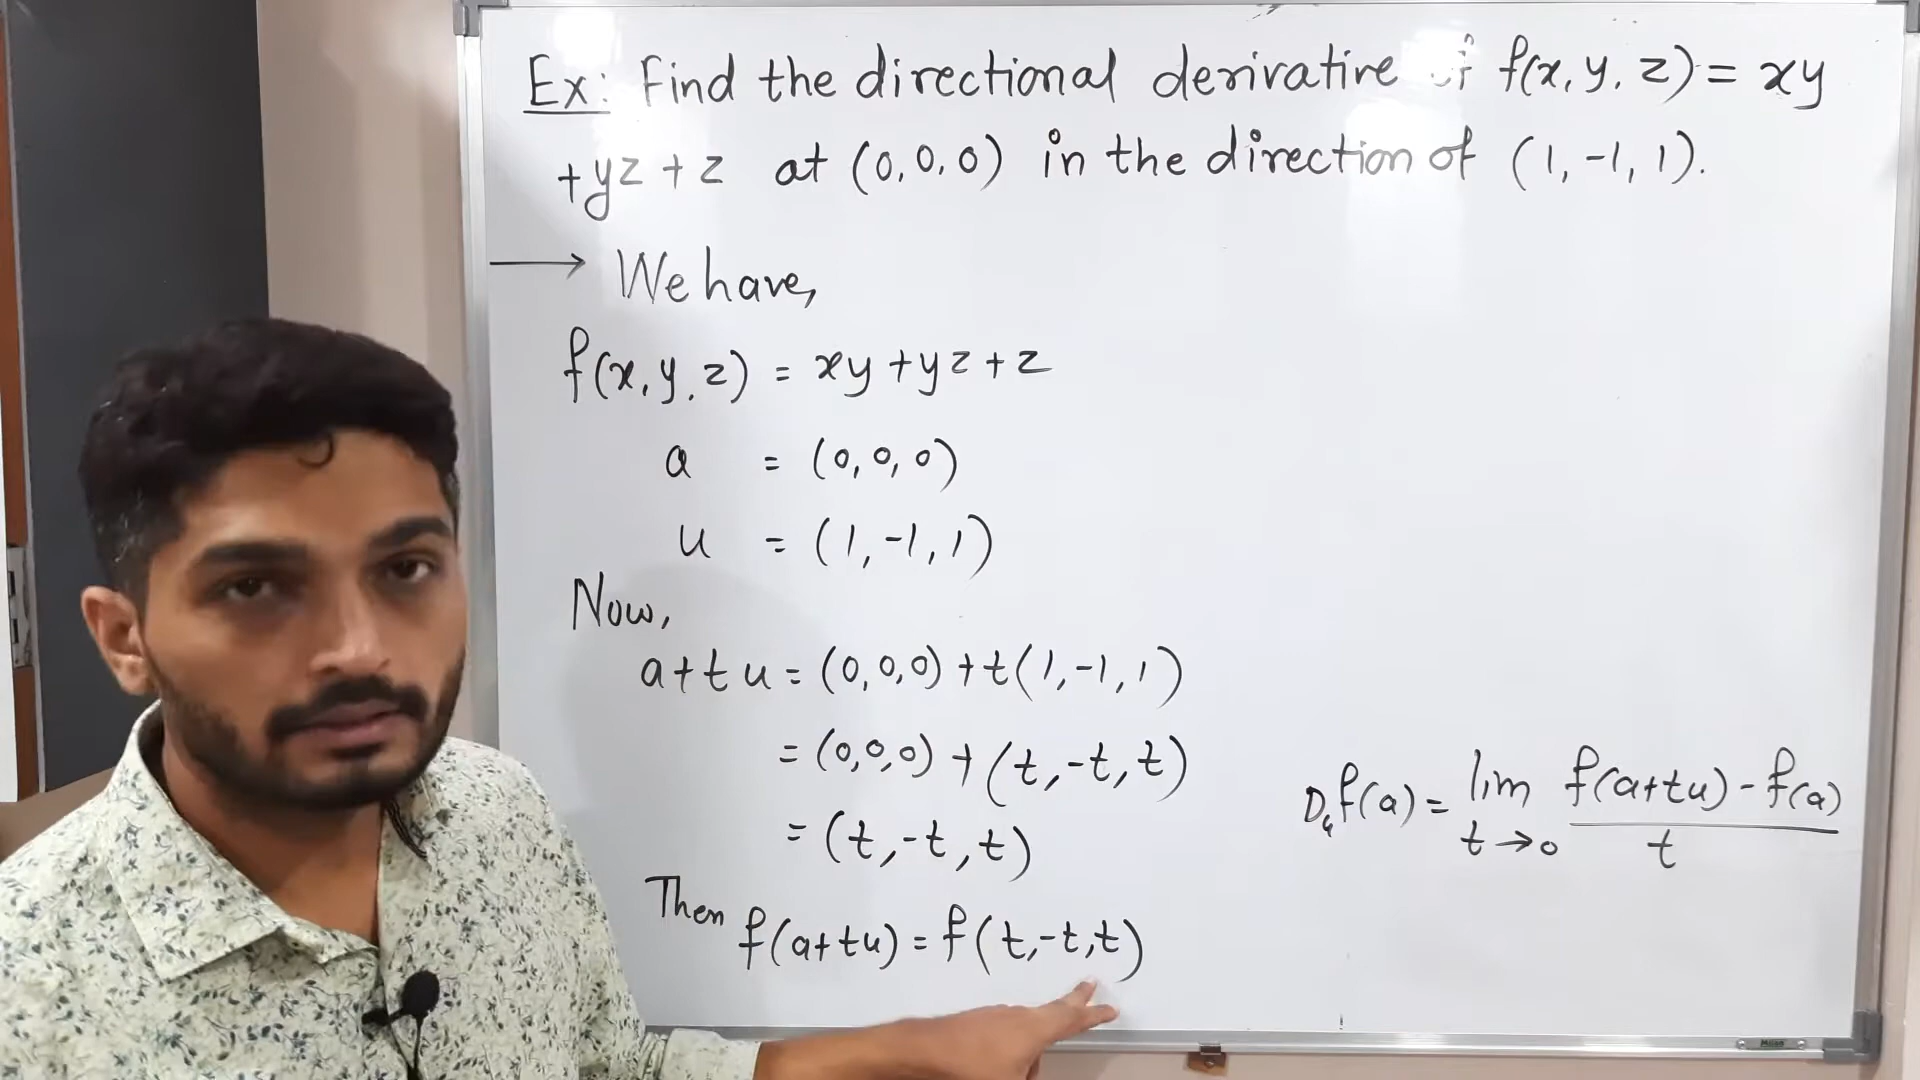 Ex: Find the directional derivative of f(x, y, z) = xy
+yz + z at (0, 0, 0) in the direction of (1, -1, 1).
→ We have,
f(x, y, z) = xy + yz + z
a = (0, 0, 0)
u = (1, -1, 1)
Now,
a + t u = (0, 0, 0) + t (1, -1, 1)
= (0, 0, 0) + (t, -t, t)
= (t, -t, t)
Then f(a + tu) = f(t, -t, t)
D_u f(a) = lim t→0 f(a + tu) - f(a) / t